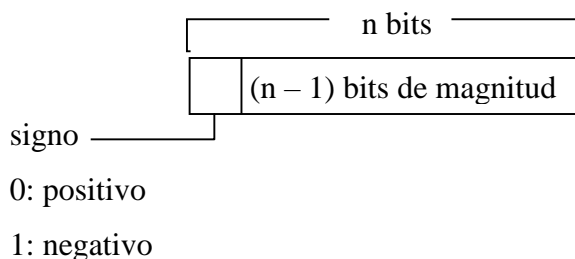 n bits
(n – 1) bits de magnitud
signo
0: positivo
1: negativo